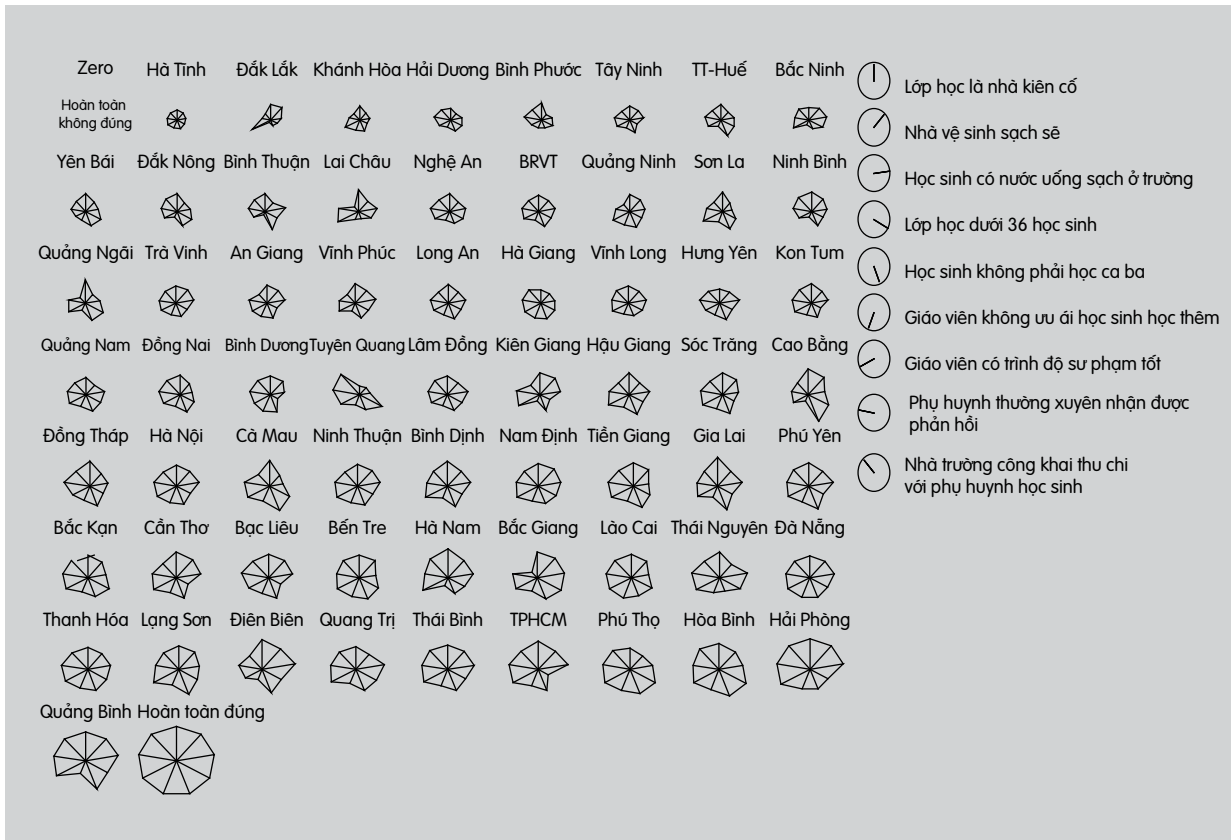 Zero Hà Tĩnh Đắk Lắk Khánh Hòa Hải Dương Bình Phước Tây Ninh TT-Huế Bắc Ninh
Hoàn toàn
không đúng
Yên Bái Đắk Nông Bình Thuận Lai Châu Nghệ An BRVT Quảng Ninh Sơn La Ninh Bình
Quảng Ngãi Trà Vinh An Giang Vĩnh Phúc Long An Hà Giang Vĩnh Long Hưng Yên Kon Tum
Quảng Nam Đồng Nai Bình Dương Tuyên Quang Lâm Đồng Kiên Giang Hậu Giang Sóc Trăng Cao Bằng
Đồng Tháp Hà Nội Cà Mau Ninh Thuận Bình Dịnh Nam Định Tiền Giang Gia Lai Phú Yên
Bắc Kạn Cần Thơ Bạc Liêu Bến Tre Hà Nam Bắc Giang Lào Cai Thái Nguyên Đà Nẵng
Thanh Hóa Lạng Sơn Điên Biên Quang Trị Thái Bình TPHCM Phú Thọ Hòa Bình Hải Phòng
Quảng Bình Hoàn toàn đúng
Lớp học là nhà kiên cố
Nhà vệ sinh sạch sẽ
Học sinh có nước uống sạch ở trường
Lớp học dưới 36 học sinh
Học sinh không phải học ca ba
Giáo viên không ưu ái học sinh học thêm
Giáo viên có trình độ sư phạm tốt
Phụ huynh thường xuyên nhận được
phản hồi
Nhà trường công khai thu chi
với phụ huynh học sinh